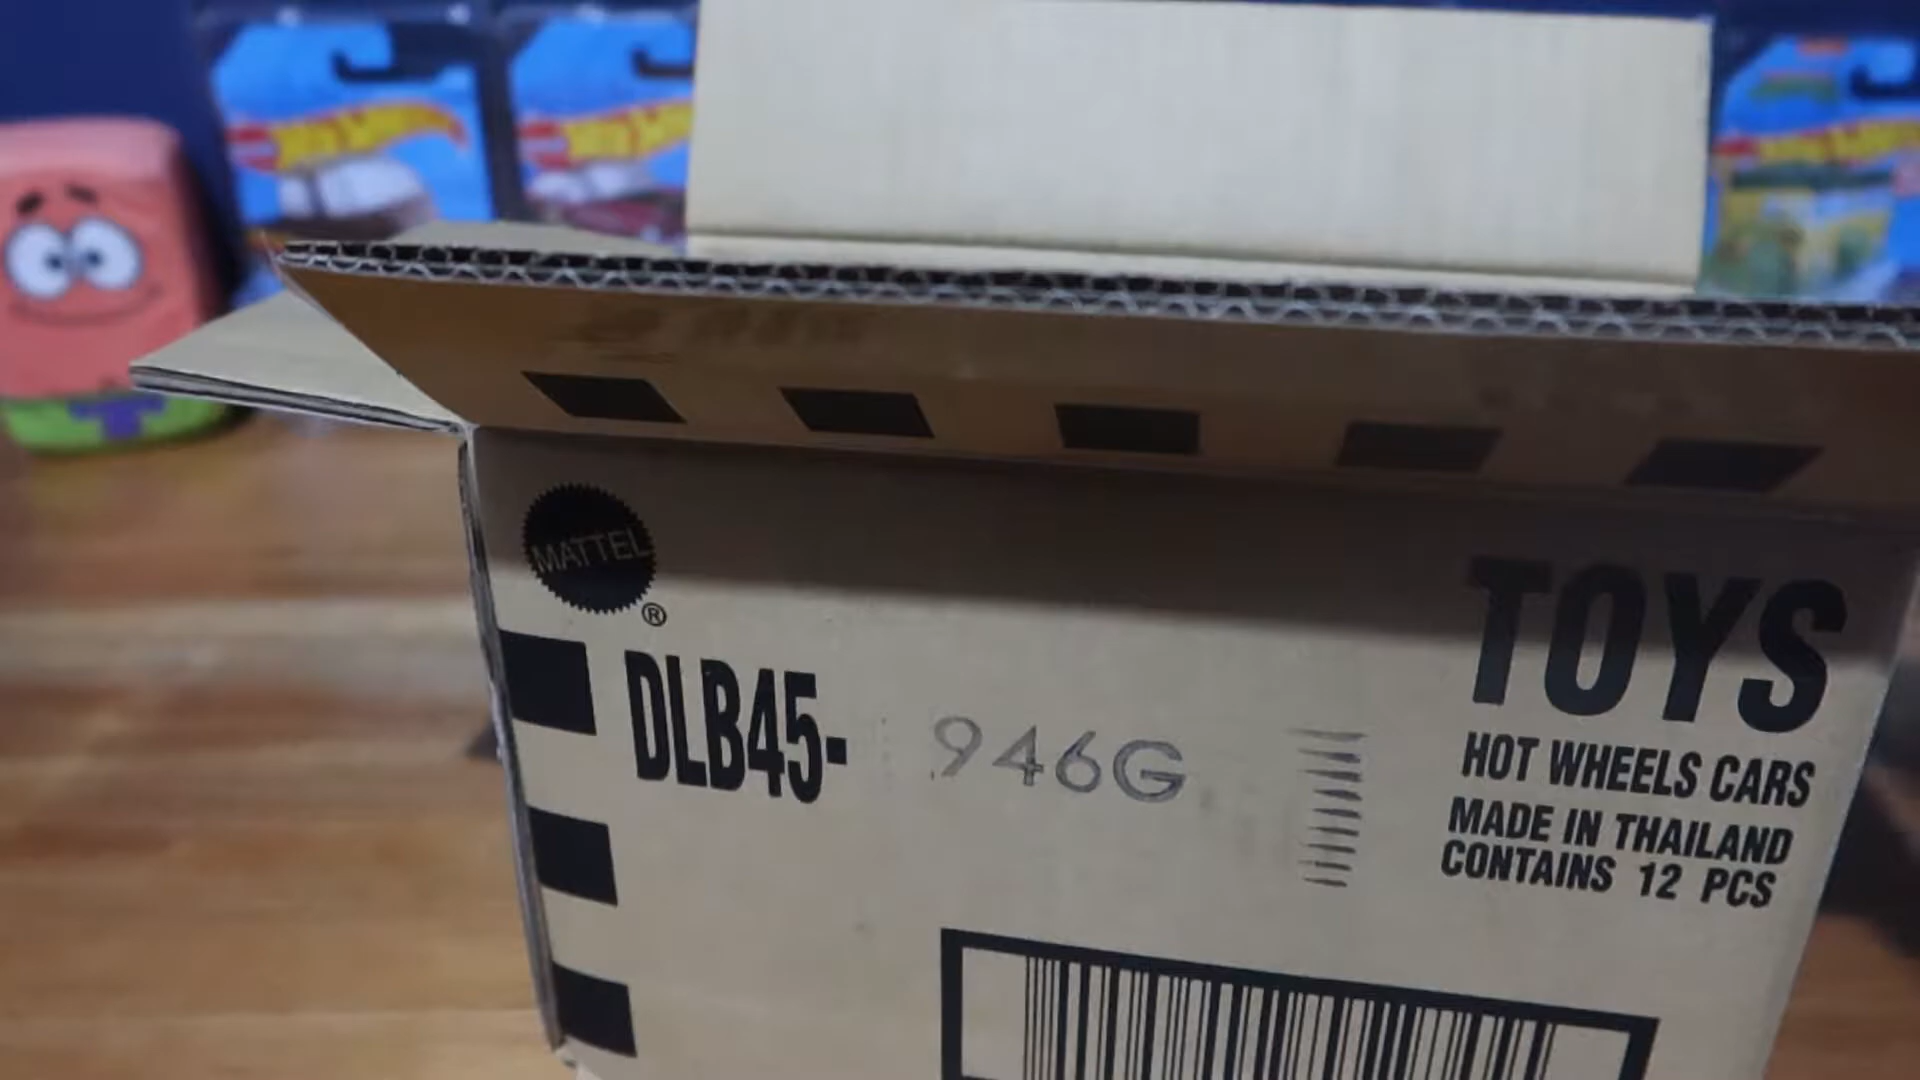 MATTEL
®
DLB45- 946G
TOYS
HOT WHEELS CARS
MADE IN THAILAND
CONTAINS 12 PCS